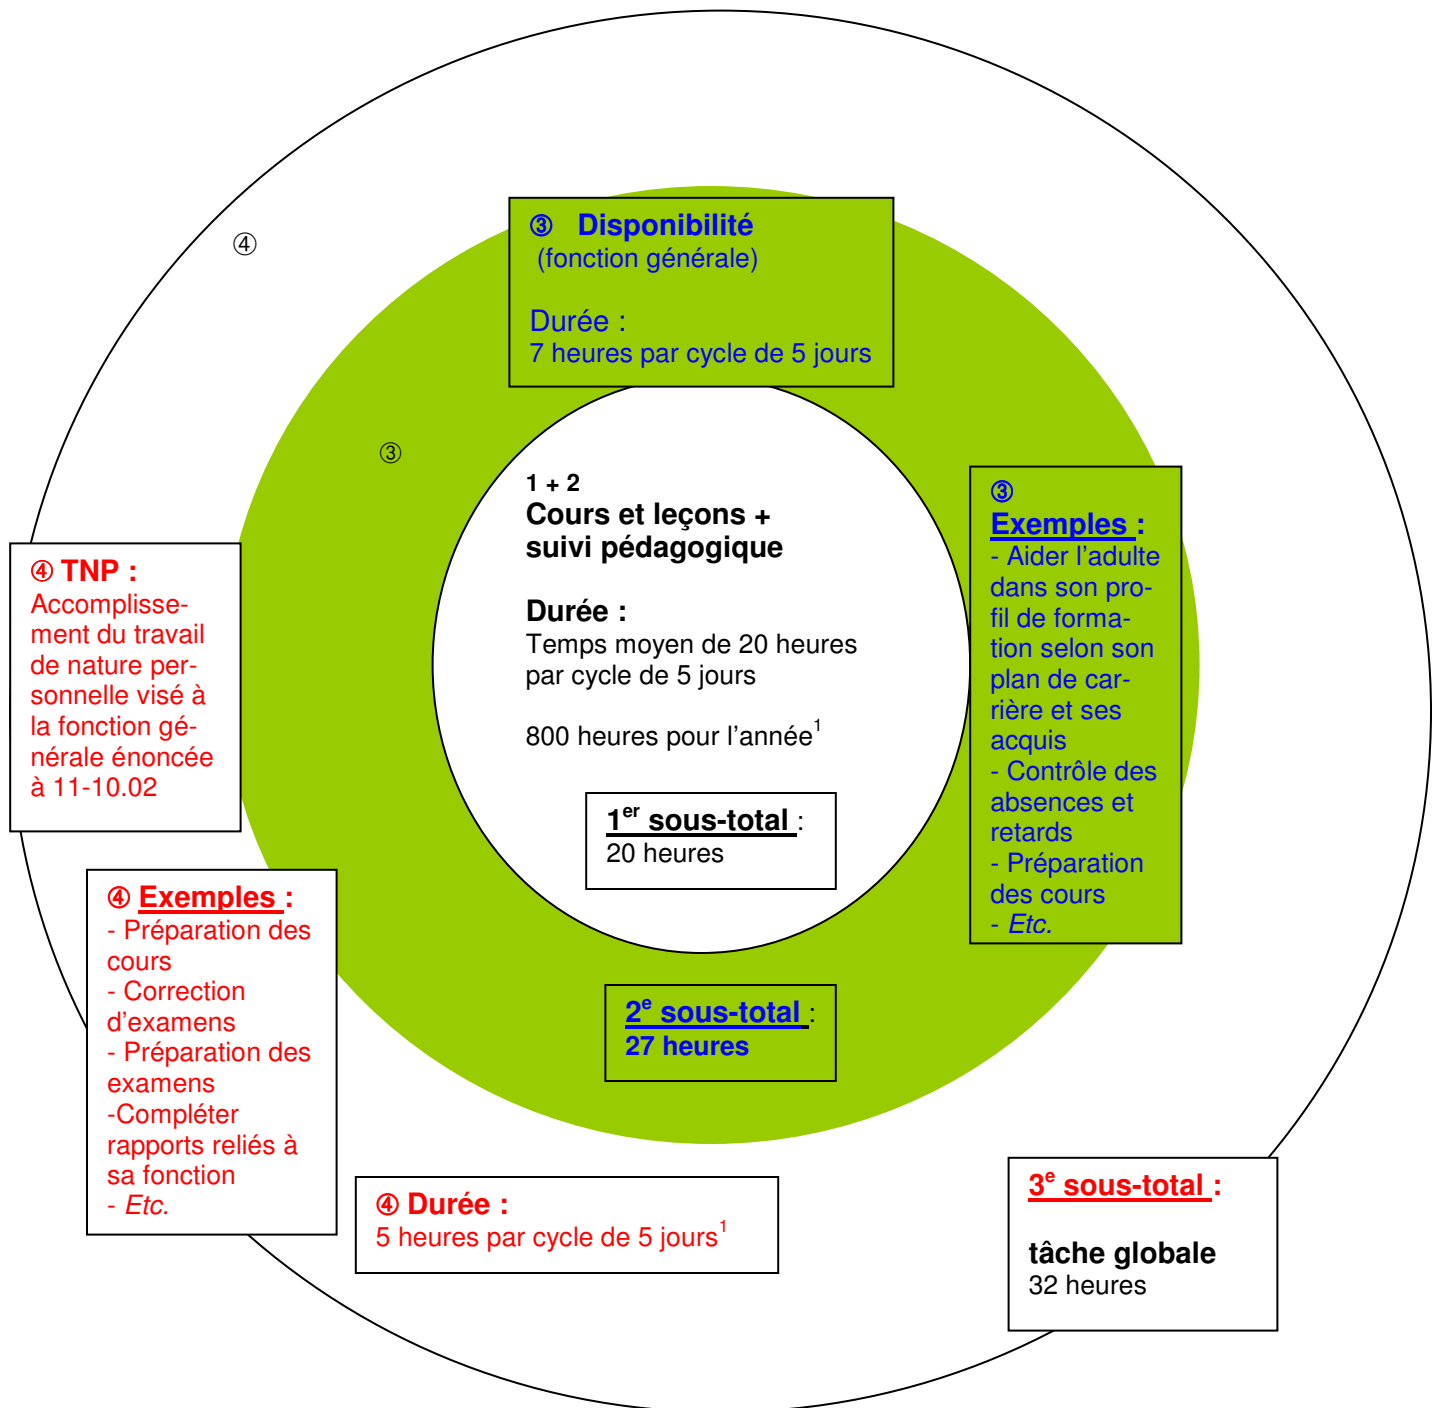 ④
③ Disponibilité
(fonction générale)
Durée :
7 heures par cycle de 5 jours
③
1 + 2
Cours et leçons +
suivi pédagogique
Durée :
Temps moyen de 20 heures
par cycle de 5 jours
800 heures pour l'année1
1er sous-total :
20 heures
③
Exemples :
- Aider l'adulte
dans son pro-
fil de forma-
tion selon son
plan de car-
rière et ses
acquis
- Contrôle des
absences et
retards
- Préparation
des cours
- Etc.
④ TNP :
Accomplisse-
ment du travail
de nature per-
sonnelle visé à
la fonction gé-
nérale énoncée
à 11-10.02
④ Exemples :
- Préparation des
cours
- Correction
d'examens
- Préparation des
examens
-Compléter
rapports reliés à
sa fonction
- Etc.
2e sous-total :
27 heures
④ Durée :
5 heures par cycle de 5 jours1
3e sous-total :
tâche globale
32 heures